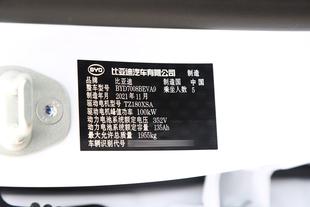 BYD 比亚迪汽车有限公司 制造
品牌 比亚迪 制造国 中国
整车型号 BYD7008BEVA9 乘坐人数 5
制造年月 2021年11月
驱动电机型号 TZ180XSA
驱动电机峰值功率 100kW
动力电池系统额定电压 352V
动力电池系统额定容量 135Ah
最大允许总质量 1955kg
车辆识别代号